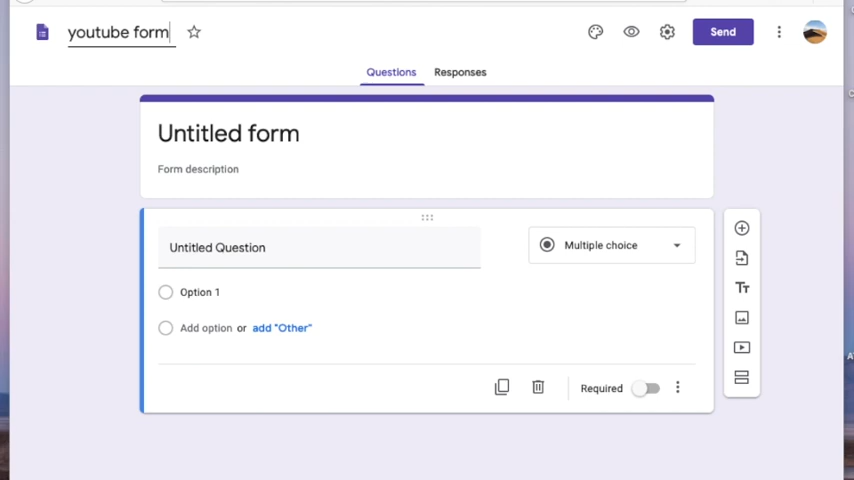 youtube form
Send
Questions Responses
Untitled form
Form description
Untitled Question
Multiple choice
Option 1
Add option or add "Other"
Tt
Required